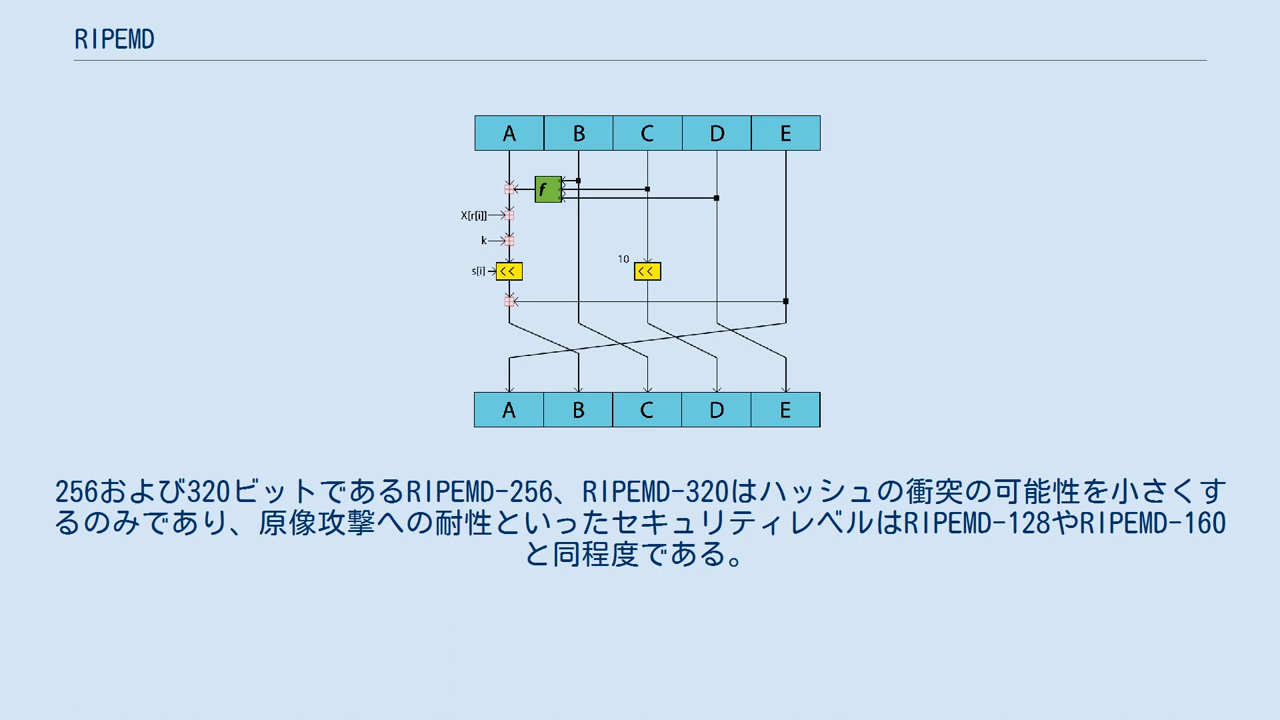 RIPEMD
A B C D E
f
X[r[i]]
k
10
s[i] << <<
A B C D E
256および320ビットであるRIPEMD-256、RIPEMD-320はハッシュの衝突の可能性を小さくす
るのみであり、原像攻撃への耐性といったセキュリティレベルはRIPEMD-128やRIPEMD-160
と同程度である。